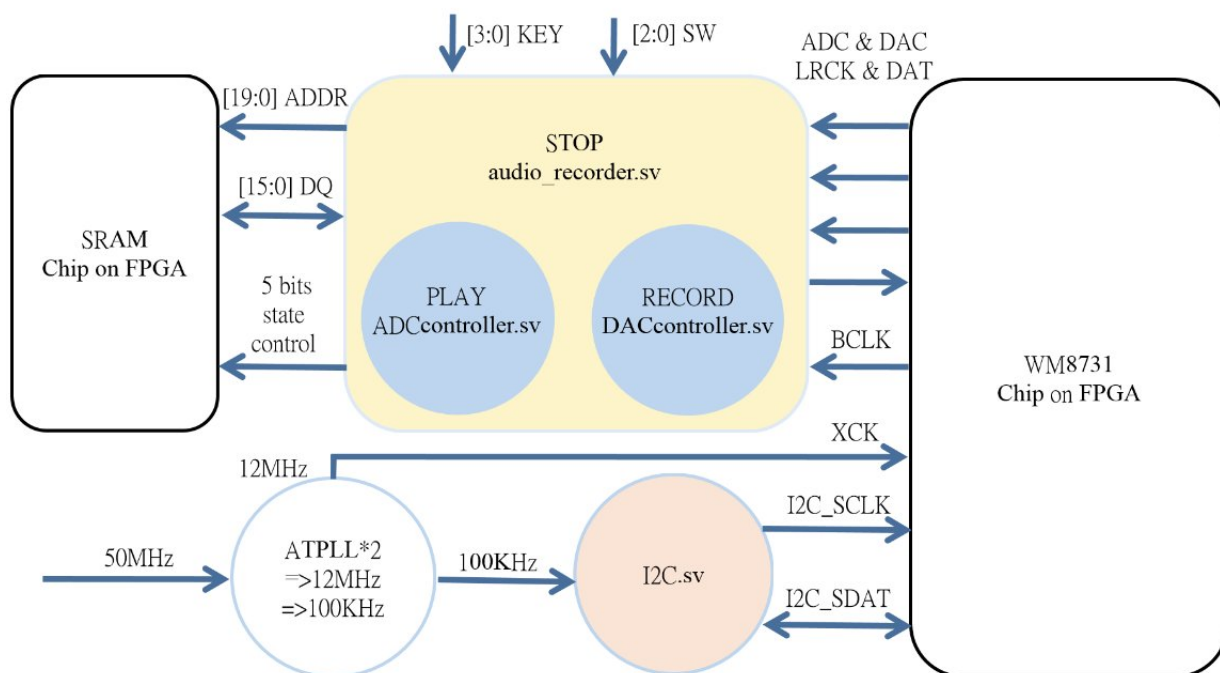 [3:0] KEY
[2:0] SW
ADC & DAC
LRCK & DAT
[19:0] ADDR
STOP
audio_recorder.sv
[15:0] DQ
SRAM
Chip on FPGA
PLAY
ADCcontroller.sv
RECORD
DACcontroller.sv
5 bits
state
control
BCLK
WM8731
Chip on FPGA
XCK
12MHz
I2C_SCLK
50MHz
ATPLL*2
=>12MHz
=>100KHz
100KHz
I2C.sv
I2C_SDAT